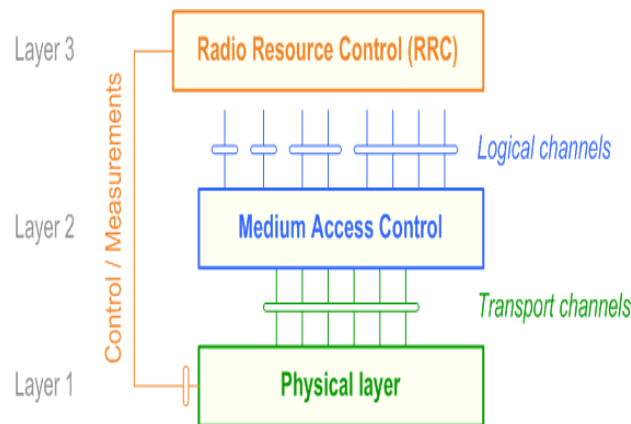 Layer 3
Radio Resource Control (RRC)
Control / Measurements
Logical channels
Layer 2
Medium Access Control
Transport channels
Layer 1
Physical layer